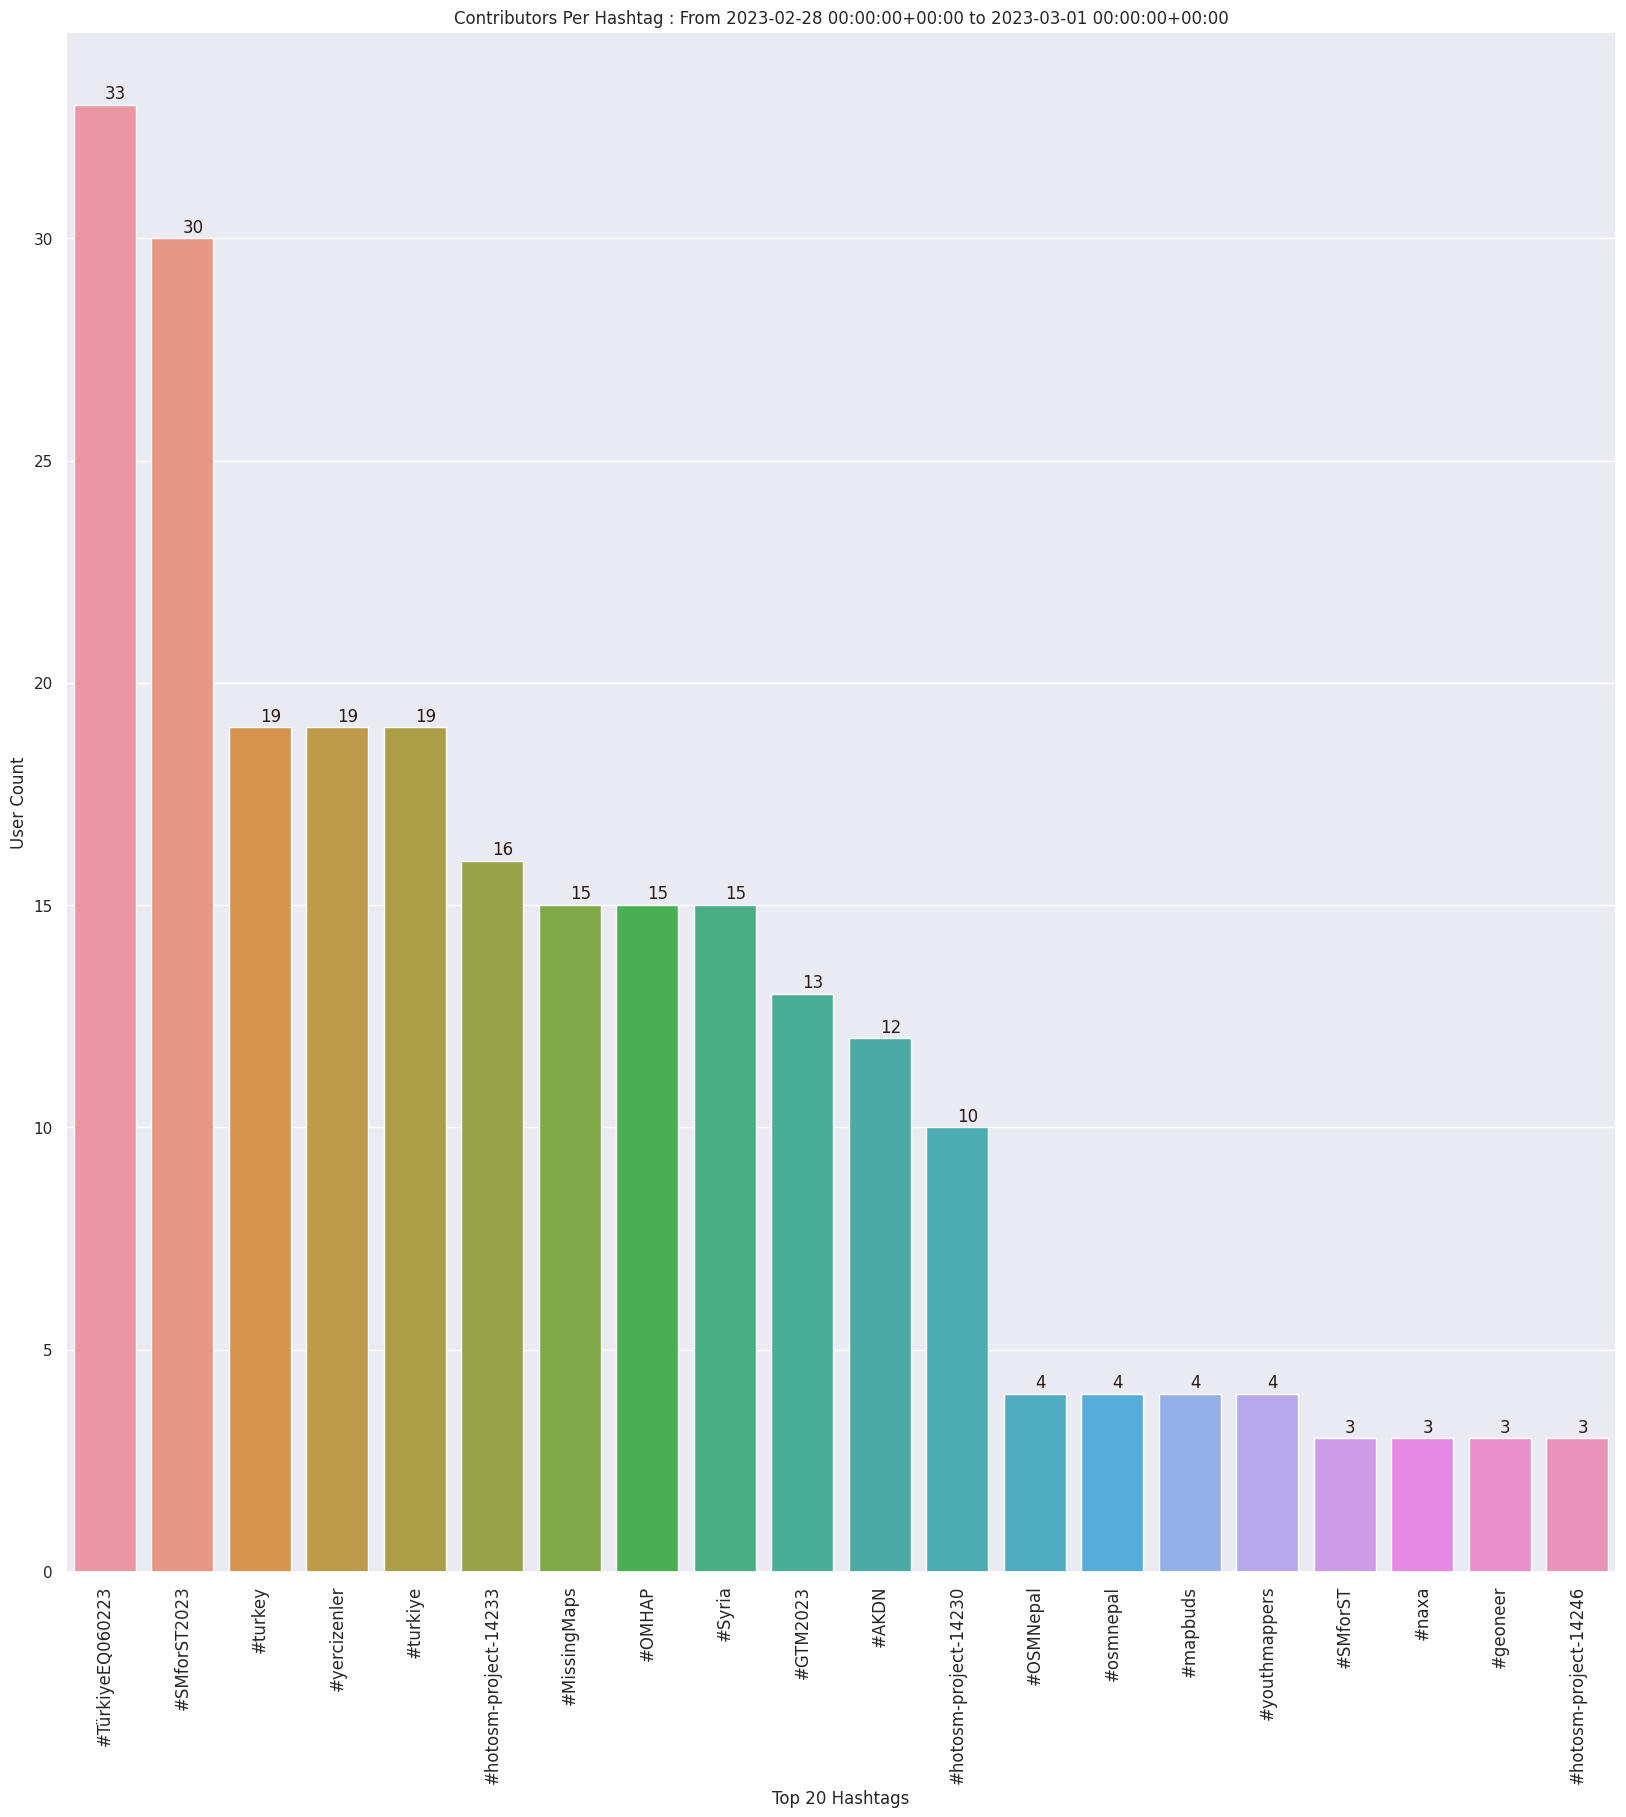 Contributors Per Hashtag : From 2023-02-28 00:00:00+00:00 to 2023-03-01 00:00:00+00:00
33
30
19
19
19
16
15
15
15
13
12
10
4
4
4
4
3
3
3
3
30
25
20
15
10
5
0
User Count
#TürkiyeEQ060223
#SMforST2023
#turkey
#yercizenler
#turkiye
#hotosm-project-14233
#MissingMaps
#OMHAP
#Syria
#GTM2023
#AKDN
#hotosm-project-14230
#OSMNepal
#osmnepal
#mapbuds
#youthmappers
#SMforST
#naxa
#geoneer
#hotosm-project-14246
Top 20 Hashtags